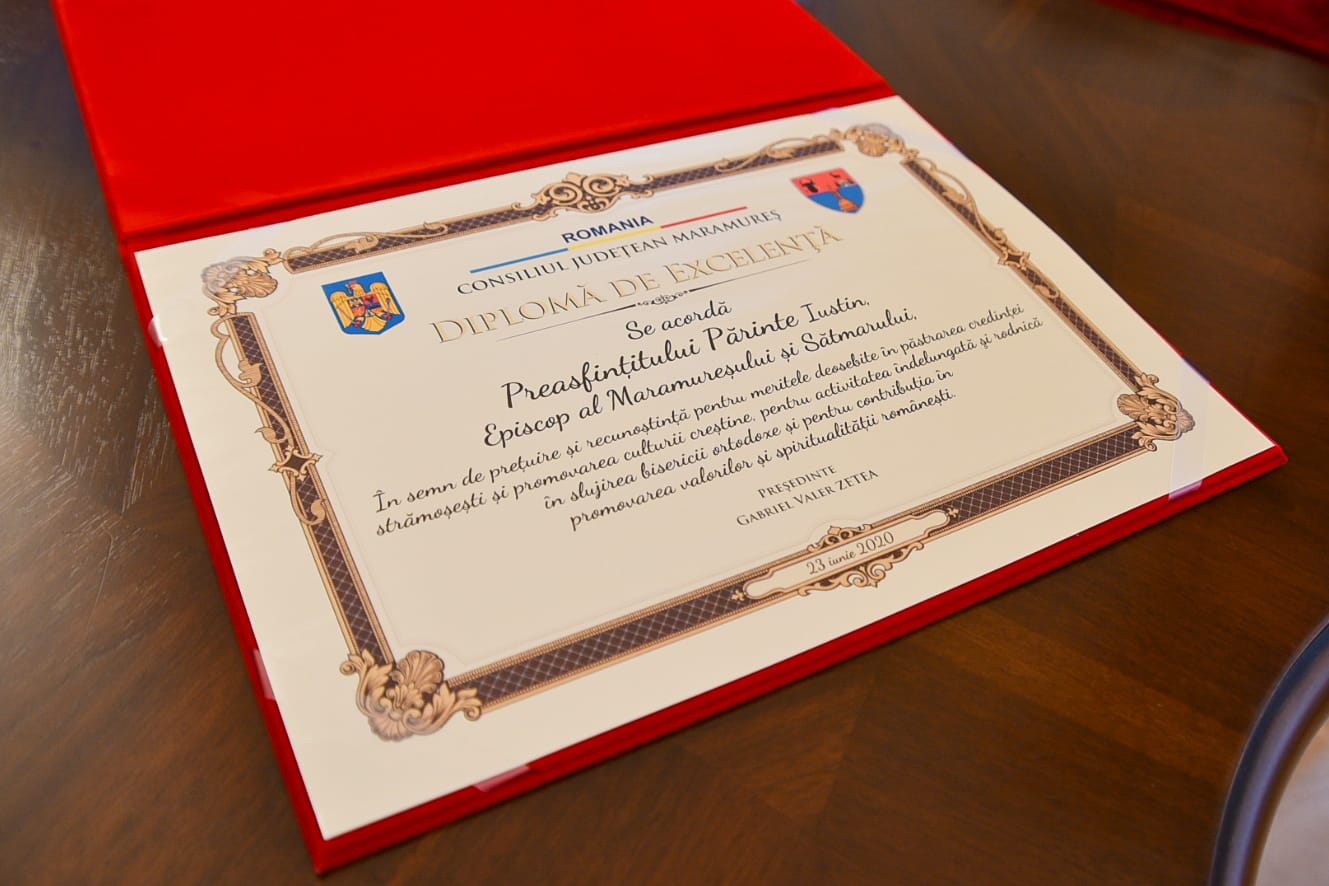 ROMANIA
CONSILIUL JUDEȚEAN MARAMUREȘ
DIPLOMĂ DE EXCELENȚĂ
Se acordă
Preasfințitului Părinte Iustin,
Episcop al Maramureșului și Sătmarului,
În semn de prețuire și recunoștință pentru meritele deosebite în păstrarea credinței
strămoșești și promovarea culturii creștine, pentru activitatea îndelungată și rodnică
în slujirea bisericii ortodoxe și pentru contribuția în
promovarea valorilor și spiritualității românești.
PREȘEDINTE
GABRIEL VALER ZETEA
23 iunie 2020